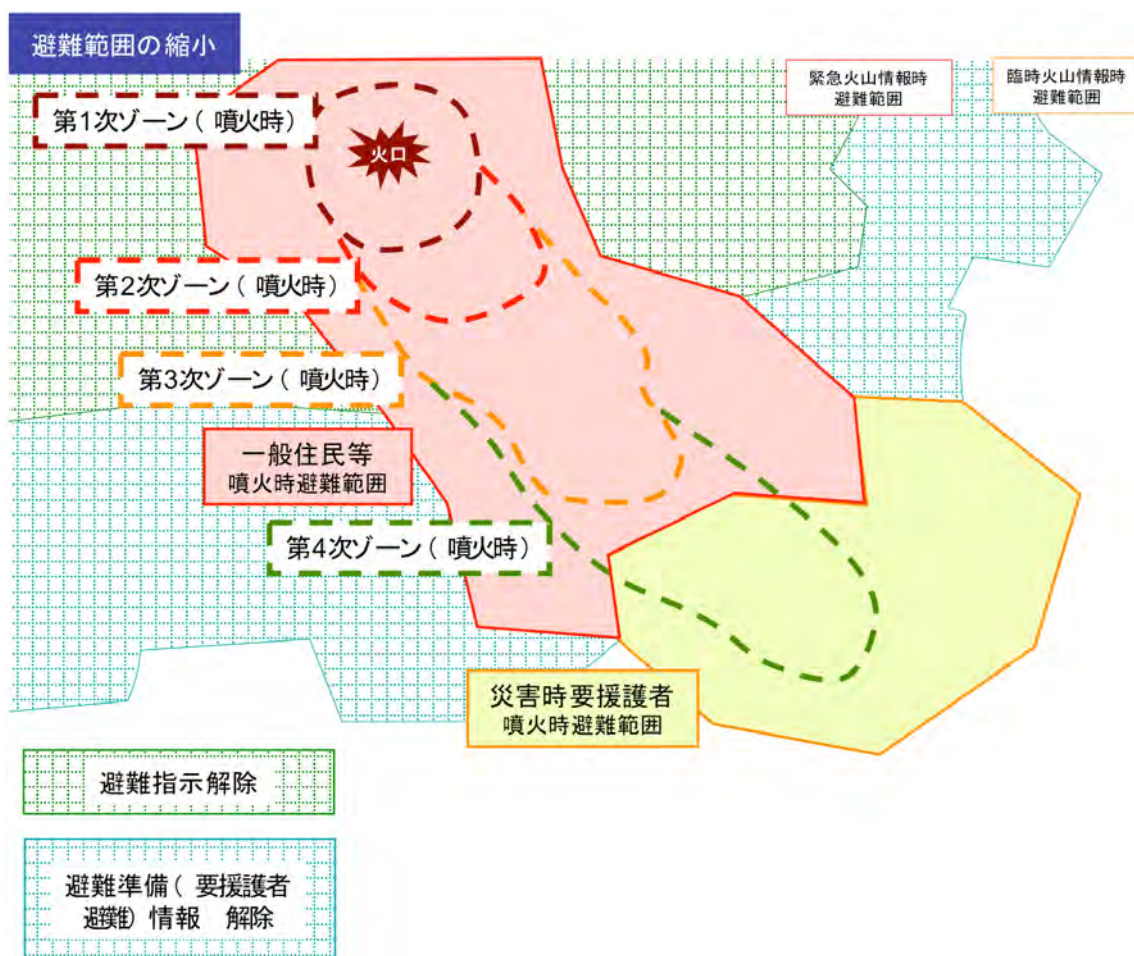 避難範囲の縮小
緊急火山情報時
避難範囲
臨時火山情報時
避難範囲
第1次ゾーン(噴火時)
火口
第2次ゾーン(噴火時)
第3次ゾーン(噴火時)
一般住民等
噴火時避難範囲
第4次ゾーン(噴火時)
災害時要援護者
噴火時避難範囲
避難指示解除
避難準備(要援護者
避難)情報 解除